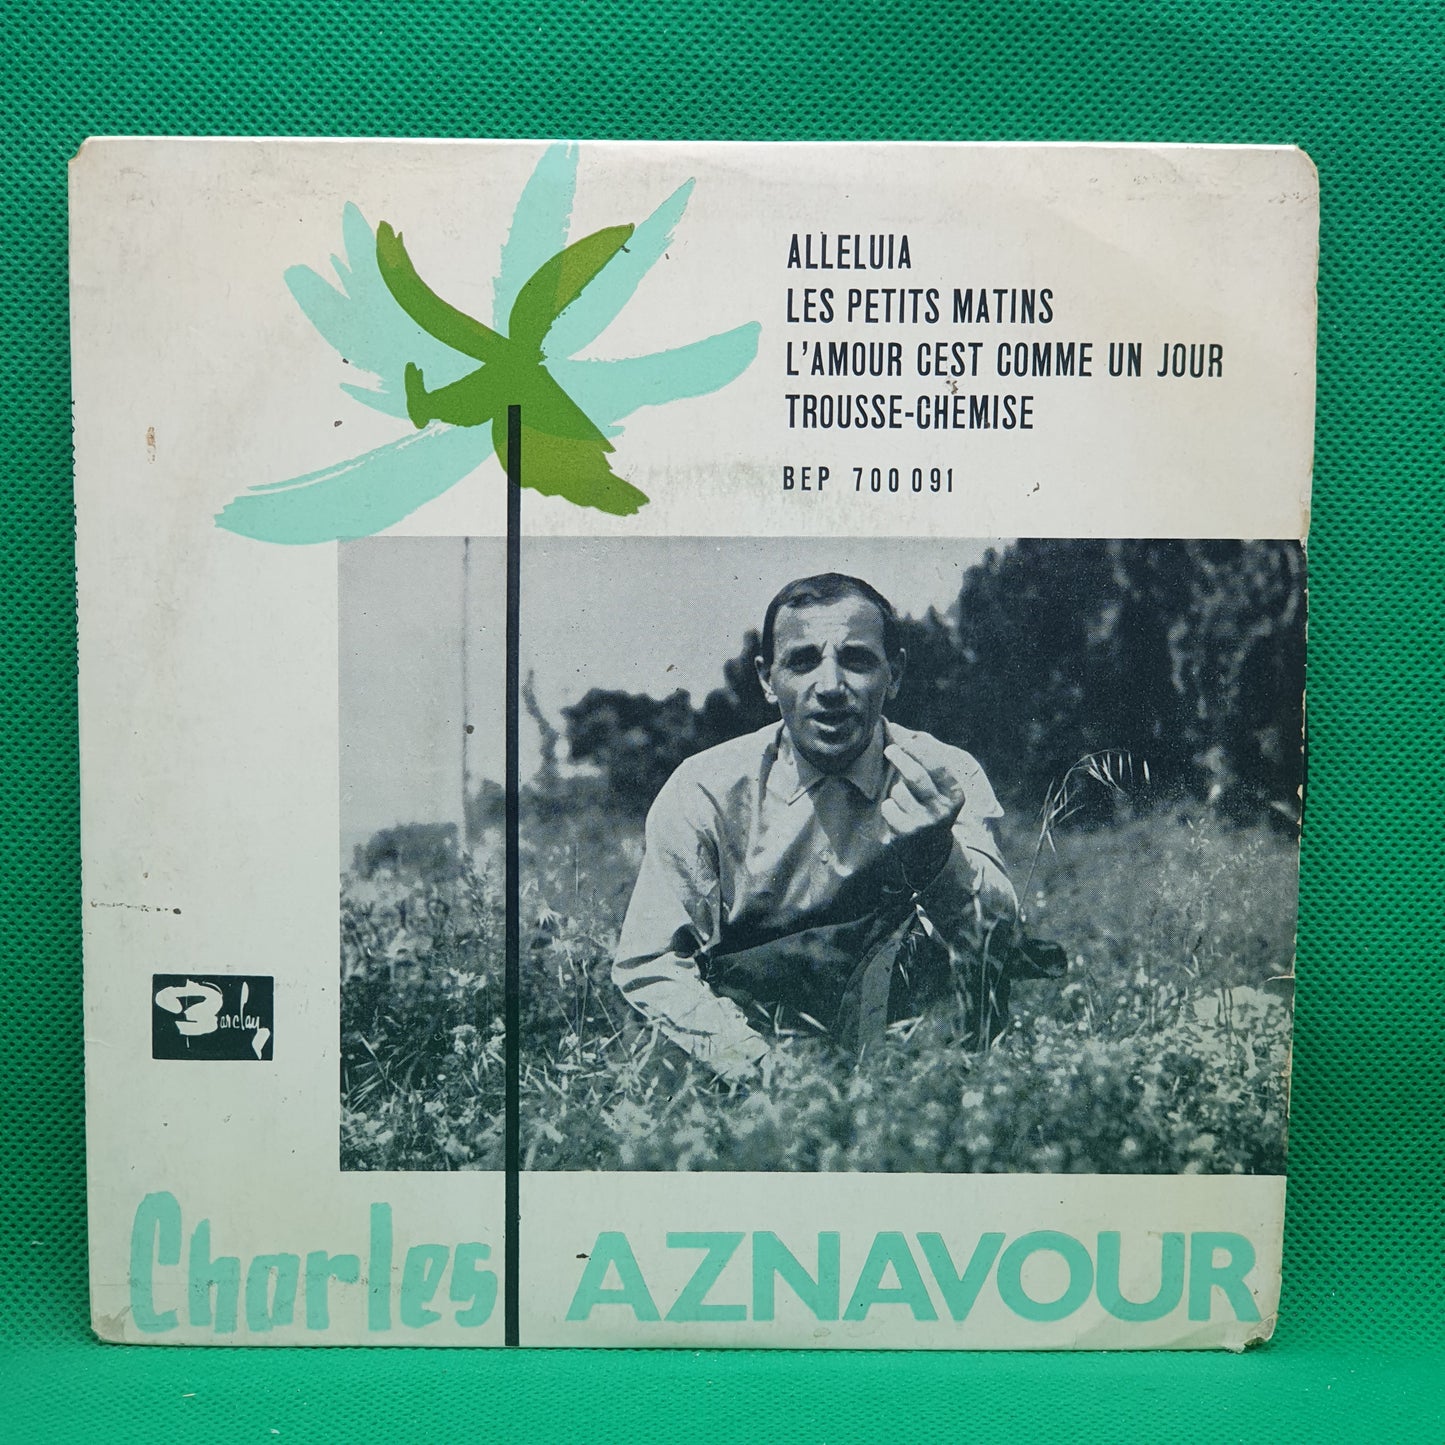 ALLELUIA
LES PETITS MATINS
L'AMOUR CEST COMME UN JOUR
TROUSSE-CHEMISE
BEP 700 091
Barclay
Charles AZNAVOUR